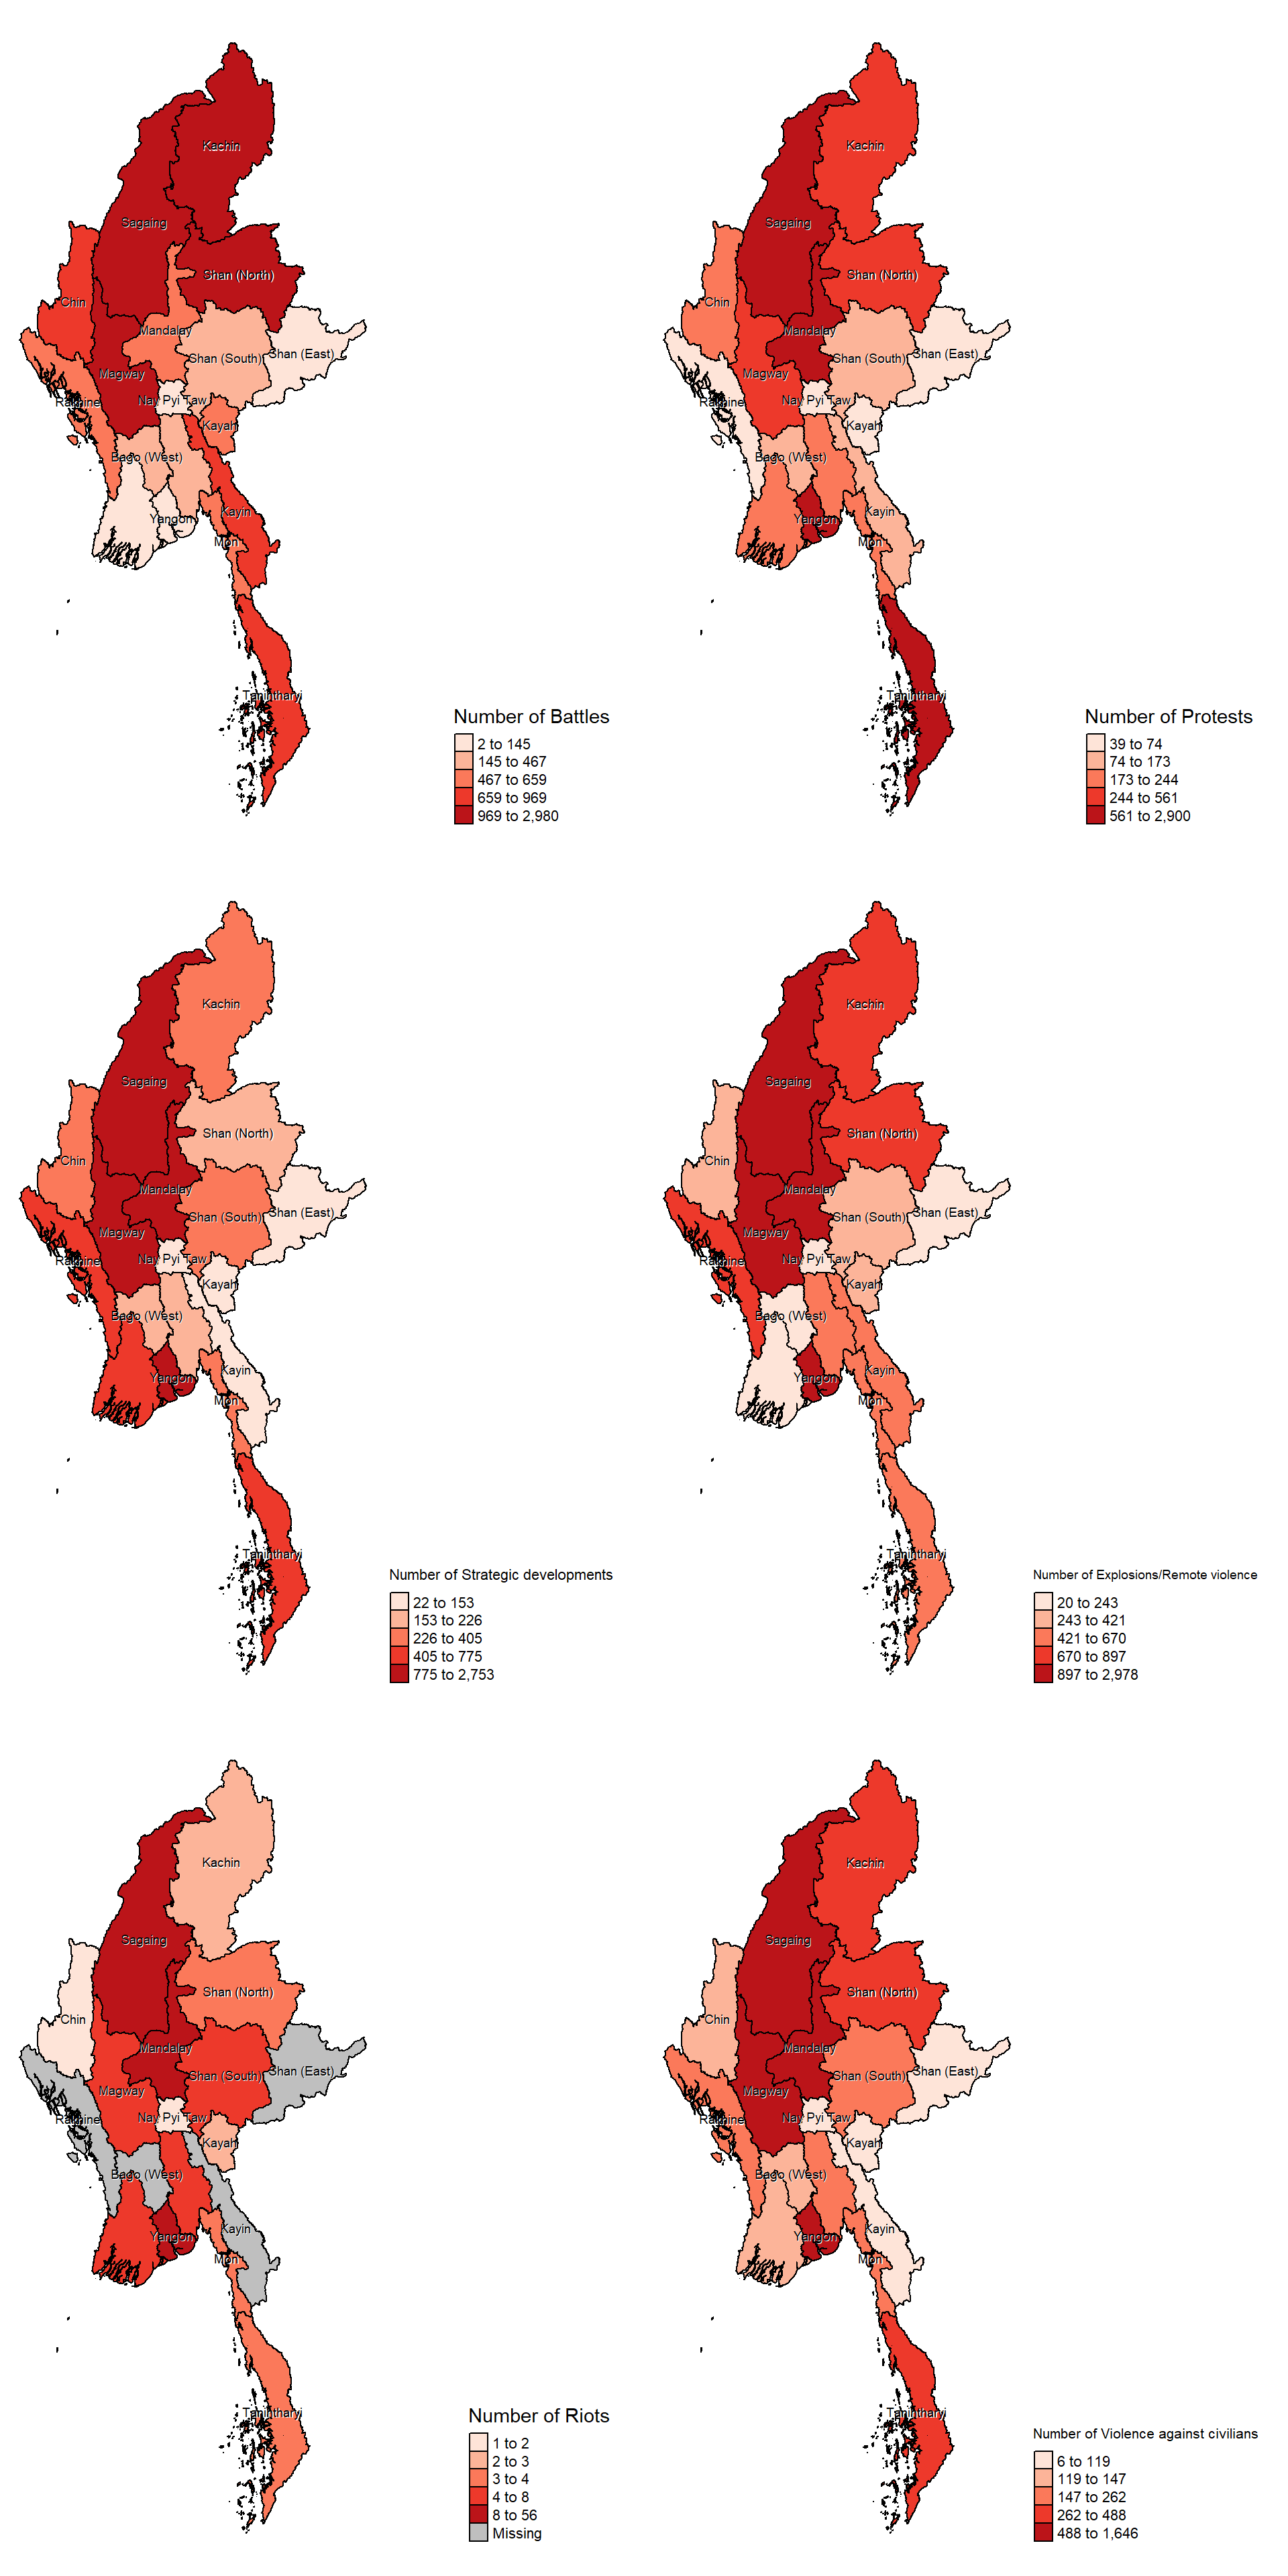 Kachin
Sagaing
Shan (North)
Chin
Mandalay
Shan (South)
Shan (East)
Magway
Nay Pyi Taw
Rakhine
Kayah
Bago (West)
Kayin
Yangon
Mon
Tanintharyi
Number of Battles
2 to 145
145 to 467
467 to 659
659 to 969
969 to 2,980
Kachin
Sagaing
Shan (North)
Chin
Mandalay
Shan (South)
Shan (East)
Magway
Nay Pyi Taw
Rakhine
Kayah
Bago (West)
Kayin
Yangon
Mon
Tanintharyi
Number of Protests
39 to 74
74 to 173
173 to 244
244 to 561
561 to 2,900
Kachin
Sagaing
Shan (North)
Chin
Mandalay
Shan (South)
Shan (East)
Magway
Nay Pyi Taw
Rakhine
Kayah
Bago (West)
Kayin
Yangon
Mon
Tanintharyi
Number of Strategic developments
22 to 153
153 to 226
226 to 405
405 to 775
775 to 2,753
Kachin
Sagaing
Shan (North)
Chin
Mandalay
Shan (South)
Shan (East)
Magway
Nay Pyi Taw
Rakhine
Kayah
Bago (West)
Kayin
Yangon
Mon
Tanintharyi
Number of Explosions/Remote violence
20 to 243
243 to 421
421 to 670
670 to 897
897 to 2,978
Kachin
Sagaing
Shan (North)
Chin
Mandalay
Shan (South)
Shan (East)
Magway
Nay Pyi Taw
Rakhine
Kayah
Bago (West)
Kayin
Yangon
Mon
Tanintharyi
Number of Riots
1 to 2
2 to 3
3 to 4
4 to 8
8 to 56
Missing
Kachin
Sagaing
Shan (North)
Chin
Mandalay
Shan (South)
Shan (East)
Magway
Nay Pyi Taw
Rakhine
Kayah
Bago (West)
Kayin
Yangon
Mon
Tanintharyi
Number of Violence against civilians
6 to 119
119 to 147
147 to 262
262 to 488
488 to 1,646